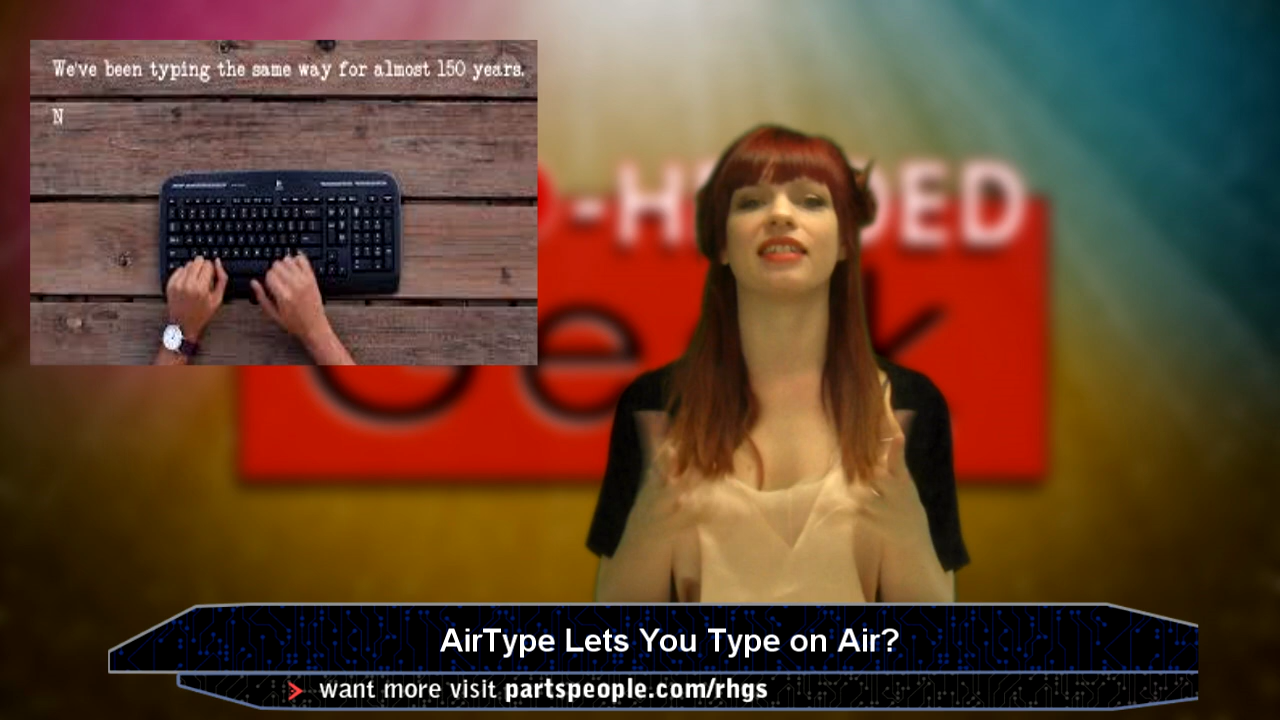 We've been typing the same way for almost 150 years.
N
AirType Lets You Type on Air?
> want more visit partspeople.com/rhgs